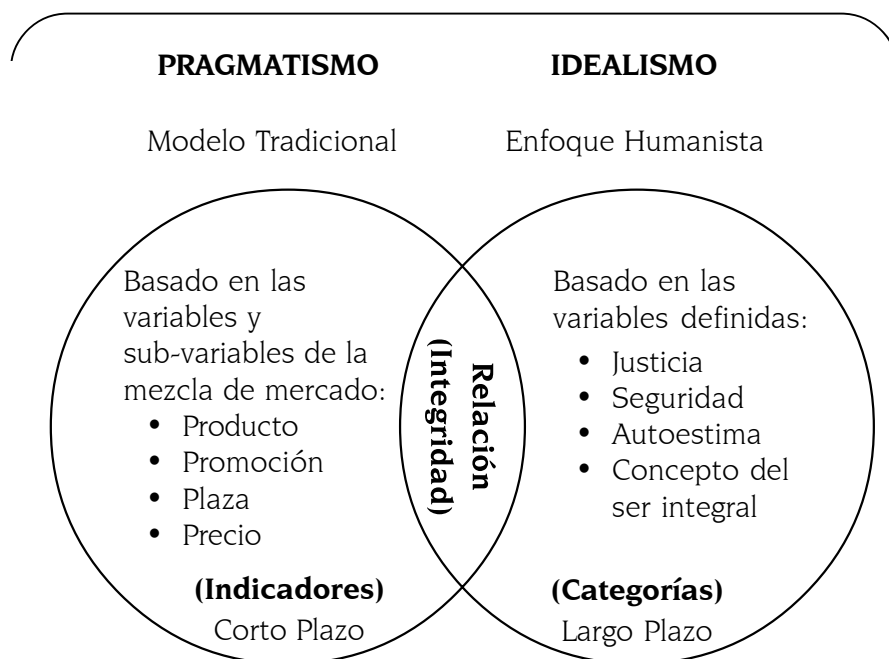 PRAGMATISMO
Modelo Tradicional
Basado en las
variables y
sub-variables de la
mezcla de mercado:
• Producto
• Promoción
• Plaza
• Precio
(Indicadores)
Corto Plazo
Relación
(Integridad)
IDEALISMO
Enfoque Humanista
Basado en las
variables definidas:
• Justicia
• Seguridad
• Autoestima
• Concepto del
ser integral
(Categorías)
Largo Plazo